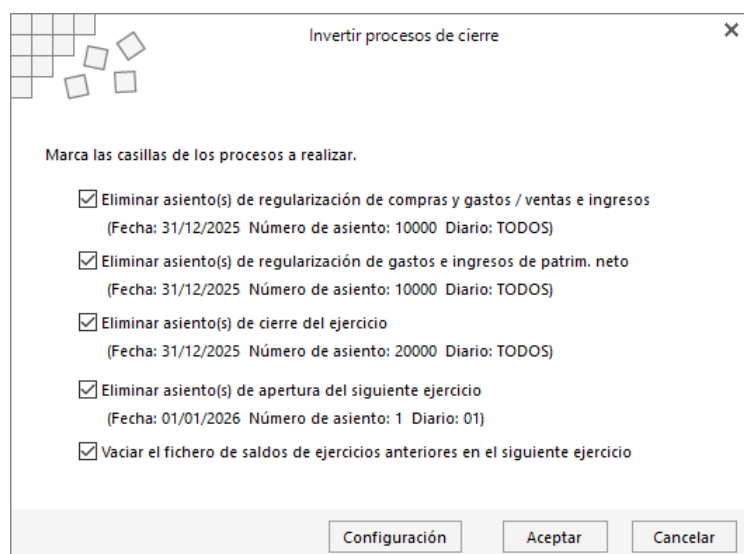 Invertir procesos de cierre
Marca las casillas de los procesos a realizar.
Eliminar asiento(s) de regularización de compras y gastos / ventas e ingresos
(Fecha: 31/12/2025 Número de asiento: 10000 Diario: TODOS)
Eliminar asiento(s) de regularización de gastos e ingresos de patrim. neto
(Fecha: 31/12/2025 Número de asiento: 10000 Diario: TODOS)
Eliminar asiento(s) de cierre del ejercicio
(Fecha: 31/12/2025 Número de asiento: 20000 Diario: TODOS)
Eliminar asiento(s) de apertura del siguiente ejercicio
(Fecha: 01/01/2026 Número de asiento: 1 Diario: 01)
Vaciar el fichero de saldos de ejercicios anteriores en el siguiente ejercicio
Configuración Aceptar Cancelar